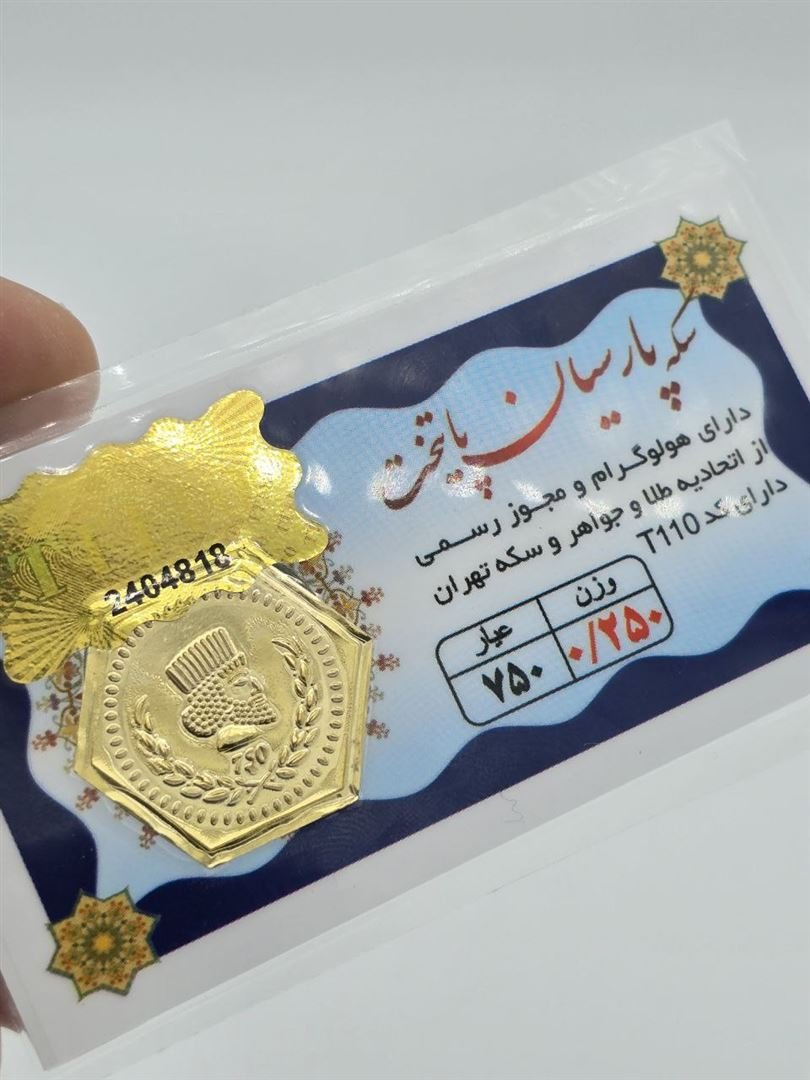 سکه پارسیان پایتخت
دارای هولوگرام و مجوز رسمی
از اتحادیه طلا و جواهر و سکه تهران
دارای کد T110
وزن عیار
۰/۲۵۰ ۷۵۰
2404818
750